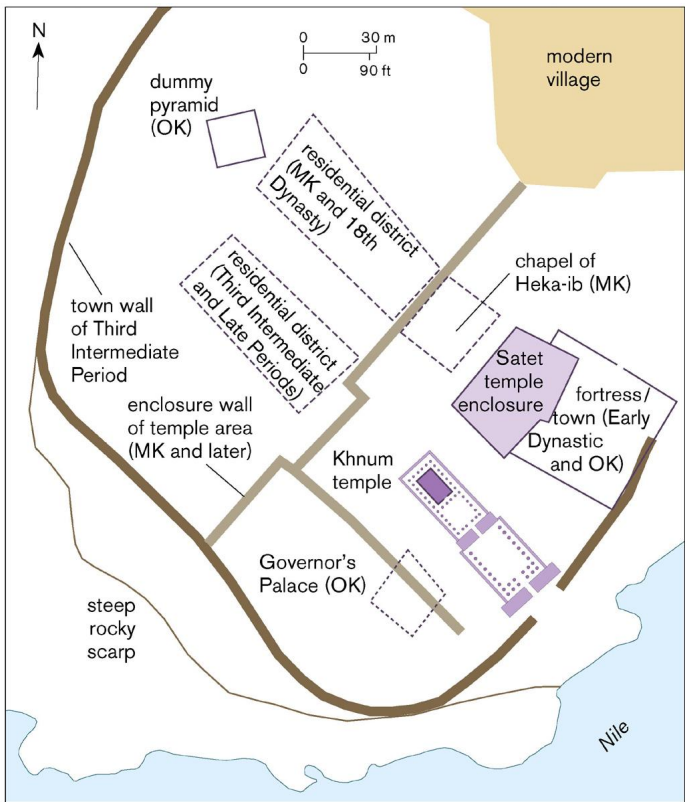 N
0 30 m
0 90 ft
modern
village
dummy
pyramid
(OK)
residential district
(MK and 18th
Dynasty)
chapel of
Heka-ib (MK)
residential district
(Third Intermediate
and Late Periods)
town wall
of Third
Intermediate
Period
Satet
temple
enclosure
fortress/
town (Early
Dynastic
and OK)
enclosure wall
of temple area
(MK and later)
Khnum
temple
Governor's
Palace (OK)
steep
rocky
scarp
Nile